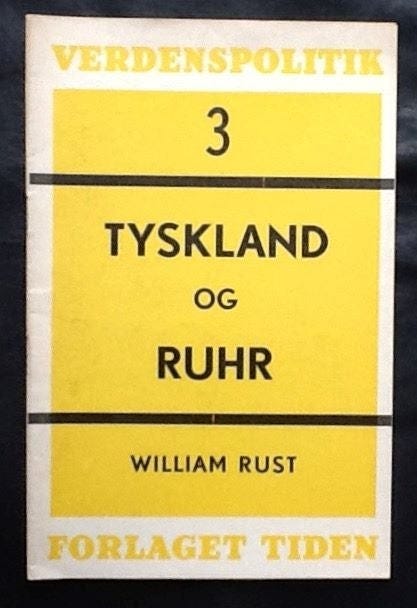 VERDENSPOLITIK
3
TYSKLAND
OG
RUHR
WILLIAM RUST
FORLAGET TIDEN